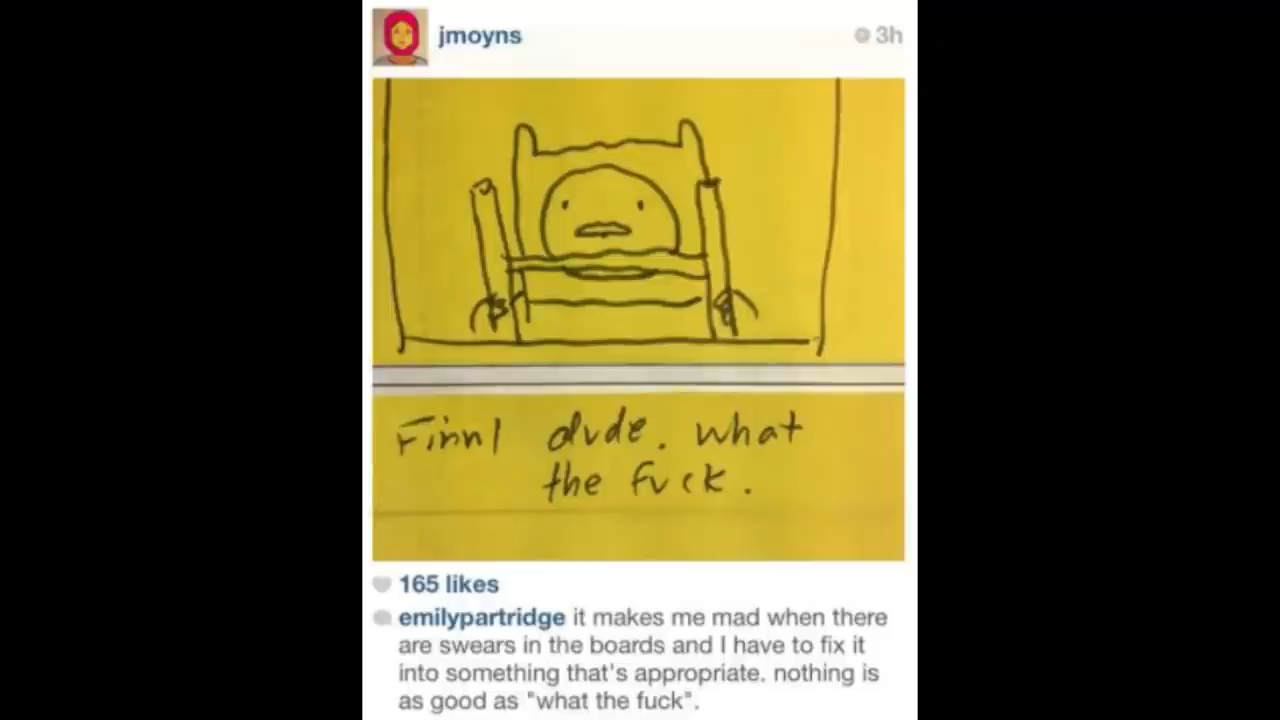 jmoyns
3h
Finn | dude. what
the fuck.
165 likes
emilypartridge it makes me mad when there
are swears in the boards and I have to fix it
into something that's appropriate. nothing is
as good as "what the fuck".